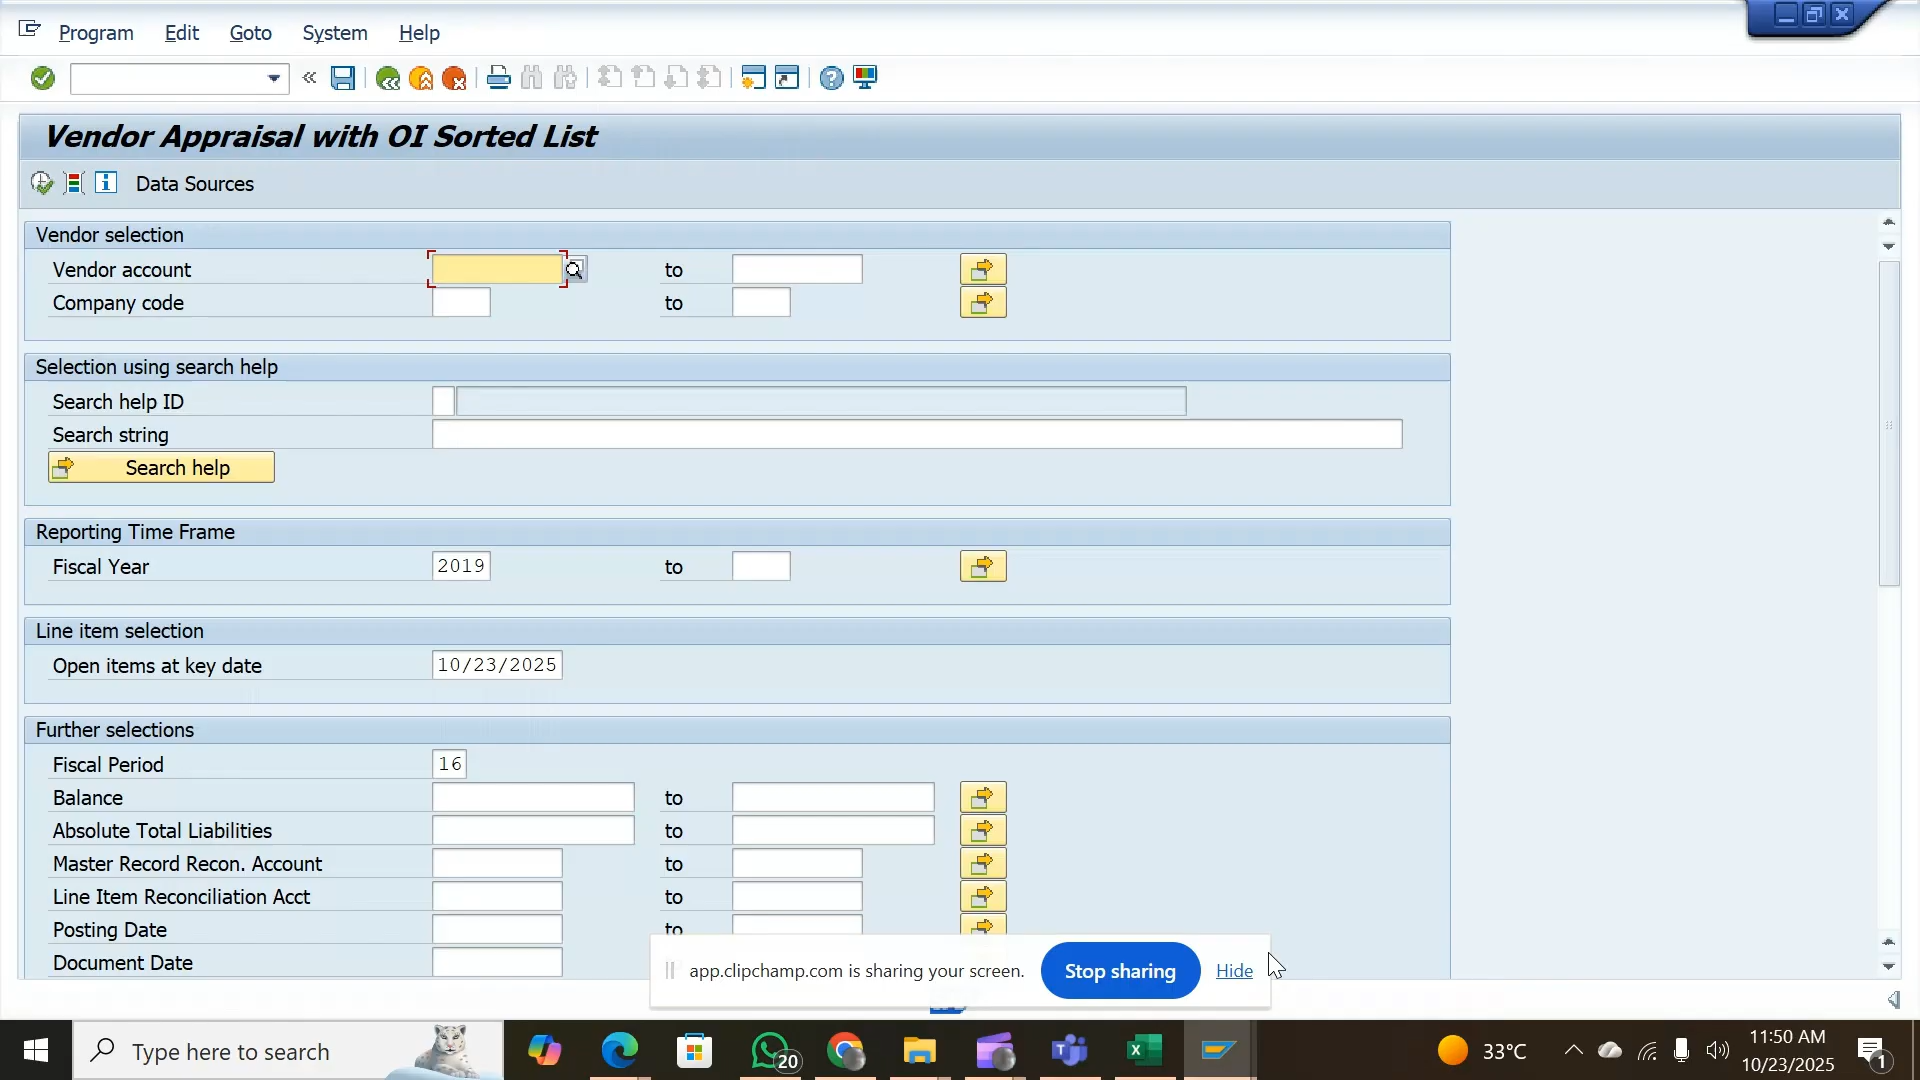 Program Edit Goto System Help
Vendor Appraisal with OI Sorted List
Data Sources
Vendor selection
Vendor account to
Company code to
Selection using search help
Search help ID
Search string
Search help
Reporting Time Frame
Fiscal Year 2019 to
Line item selection
Open items at key date 10/23/2025
Further selections
Fiscal Period 16
Balance to
Absolute Total Liabilities to
Master Record Recon. Account to
Line Item Reconciliation Acct to
Posting Date to
Document Date
app.clipchamp.com is sharing your screen. Stop sharing Hide
Type here to search 20 33°C 11:50 AM
10/23/2025 1